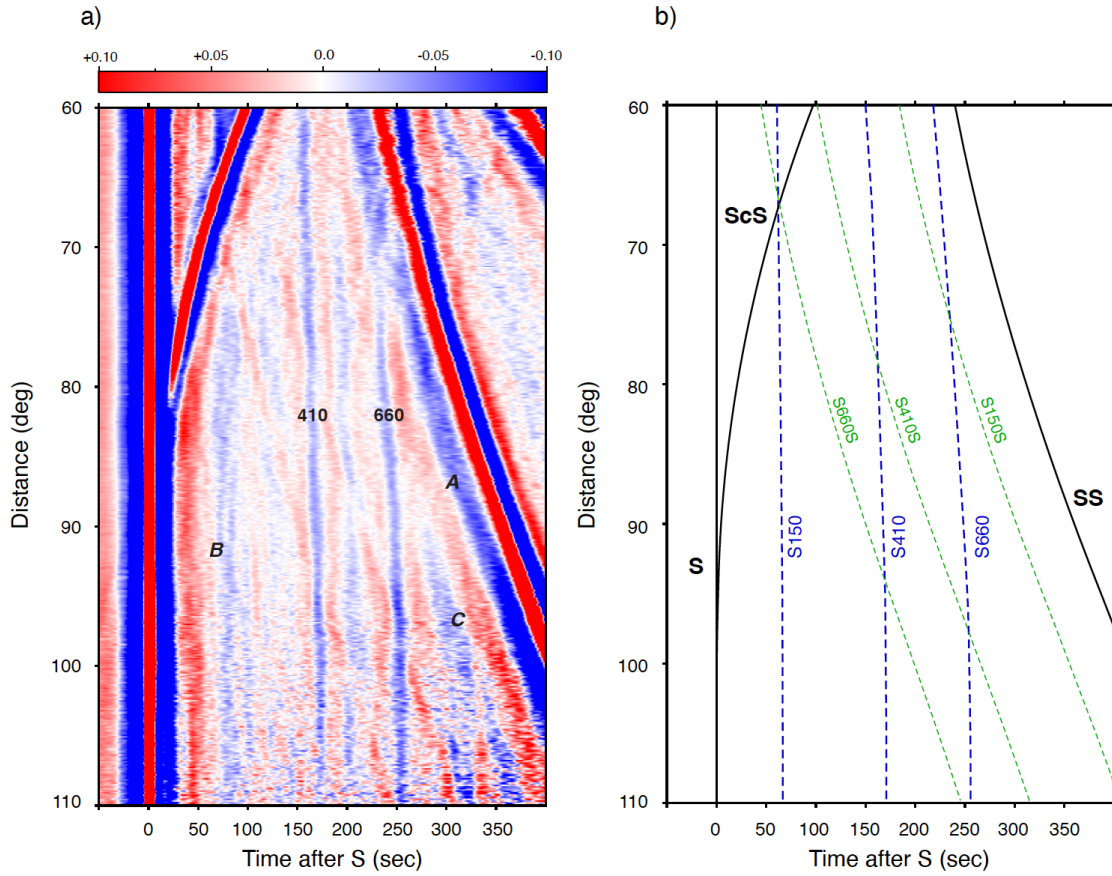 a)
+0.10 +0.05 0.0 -0.05 -0.10
60
70
80
90
100
110
Distance (deg)
410
660
A
B
C
0 50 100 150 200 250 300 350
Time after S (sec)
b)
60
70
80
90
100
110
Distance (deg)
ScS
S660S
S410S
S150S
SS
S150
S410
S660
S
0 50 100 150 200 250 300 350
Time after S (sec)